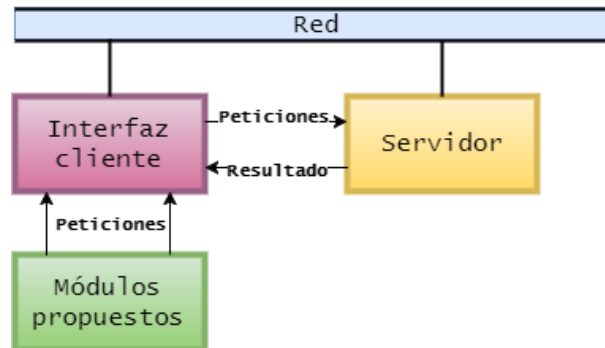 Red
Interfaz
cliente
Peticiones
Servidor
Resultado
Peticiones
Módulos
propuestos